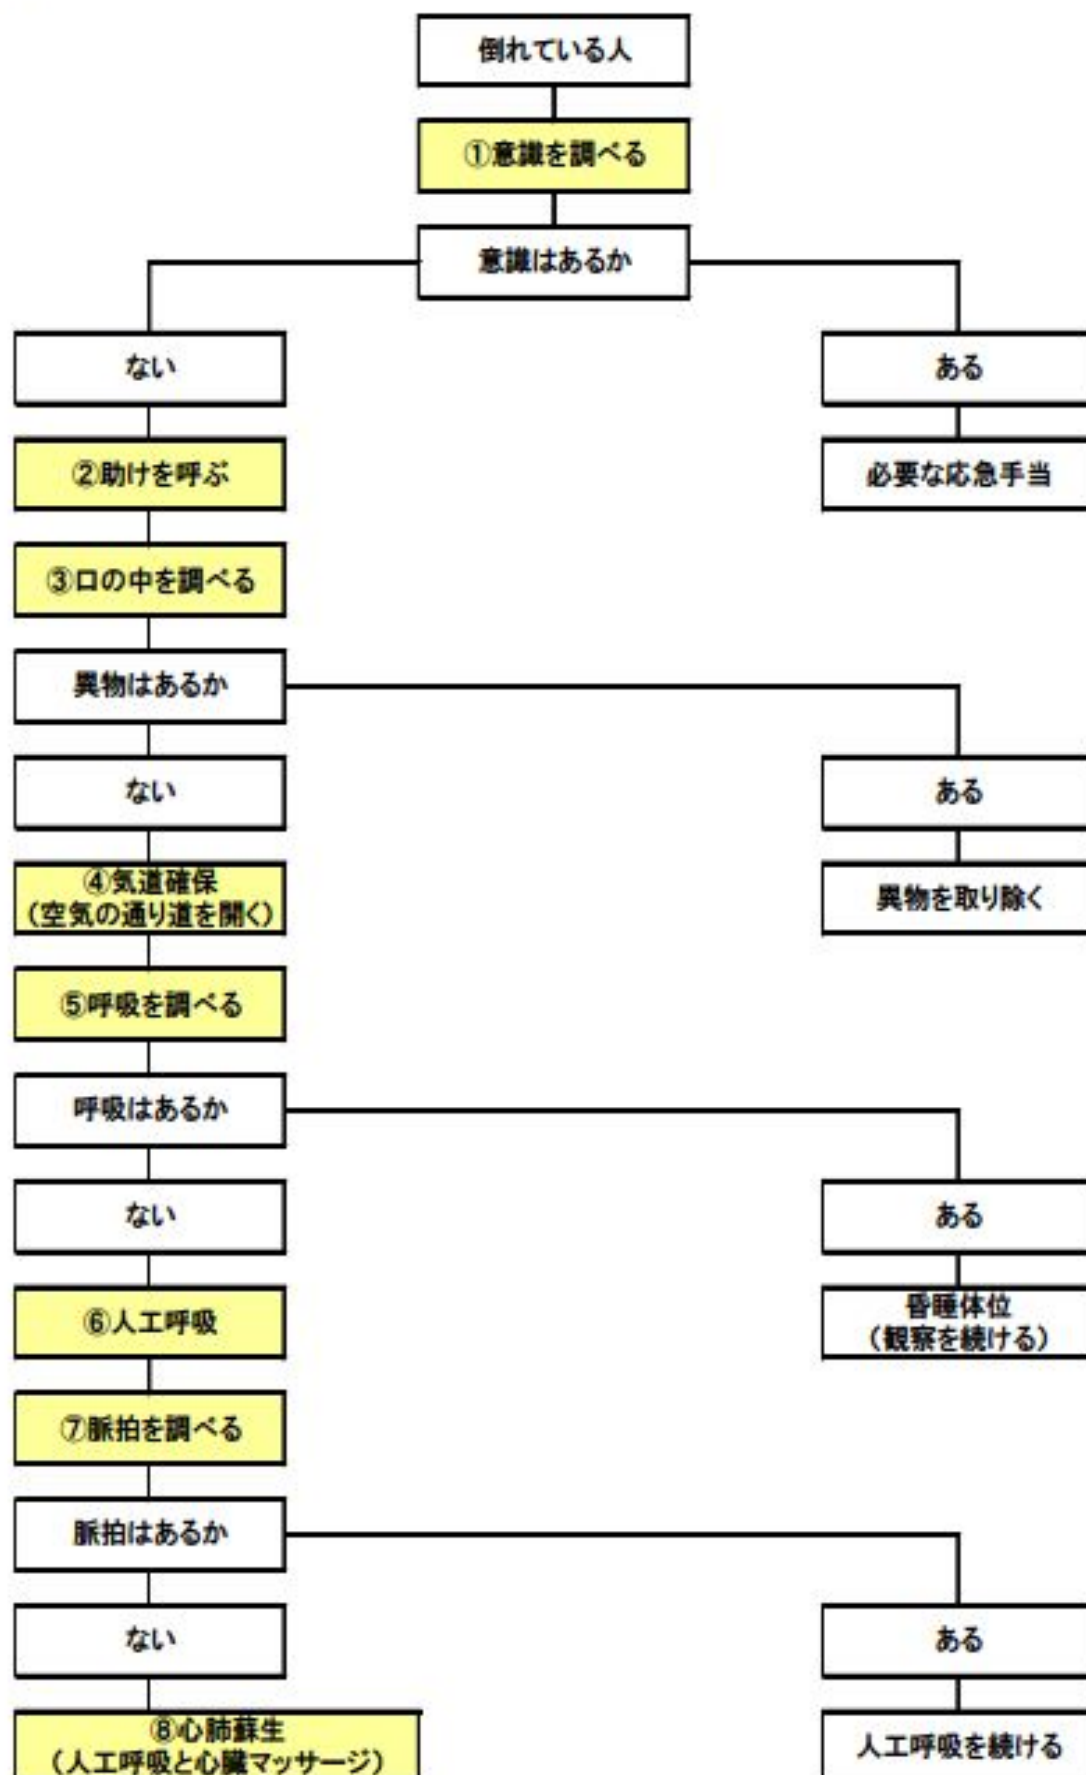 倒れている人
①意識を調べる
意識はあるか
ない
ある
②助けを呼ぶ
必要な応急手当
③口の中を調べる
異物はあるか
ない
ある
④気道確保
（空気の通り道を開く）
異物を取り除く
⑤呼吸を調べる
呼吸はあるか
ない
ある
⑥人工呼吸
昏睡体位
（観察を続ける）
⑦脈拍を調べる
脈拍はあるか
ない
ある
⑧心肺蘇生
（人工呼吸と心臓マッサージ）
人工呼吸を続ける